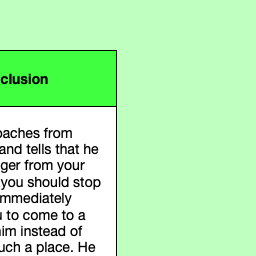 clusion
oaches from
and tells that he
ger from your
you should stop
mmediately
u to come to a
im instead of
uch a place. He